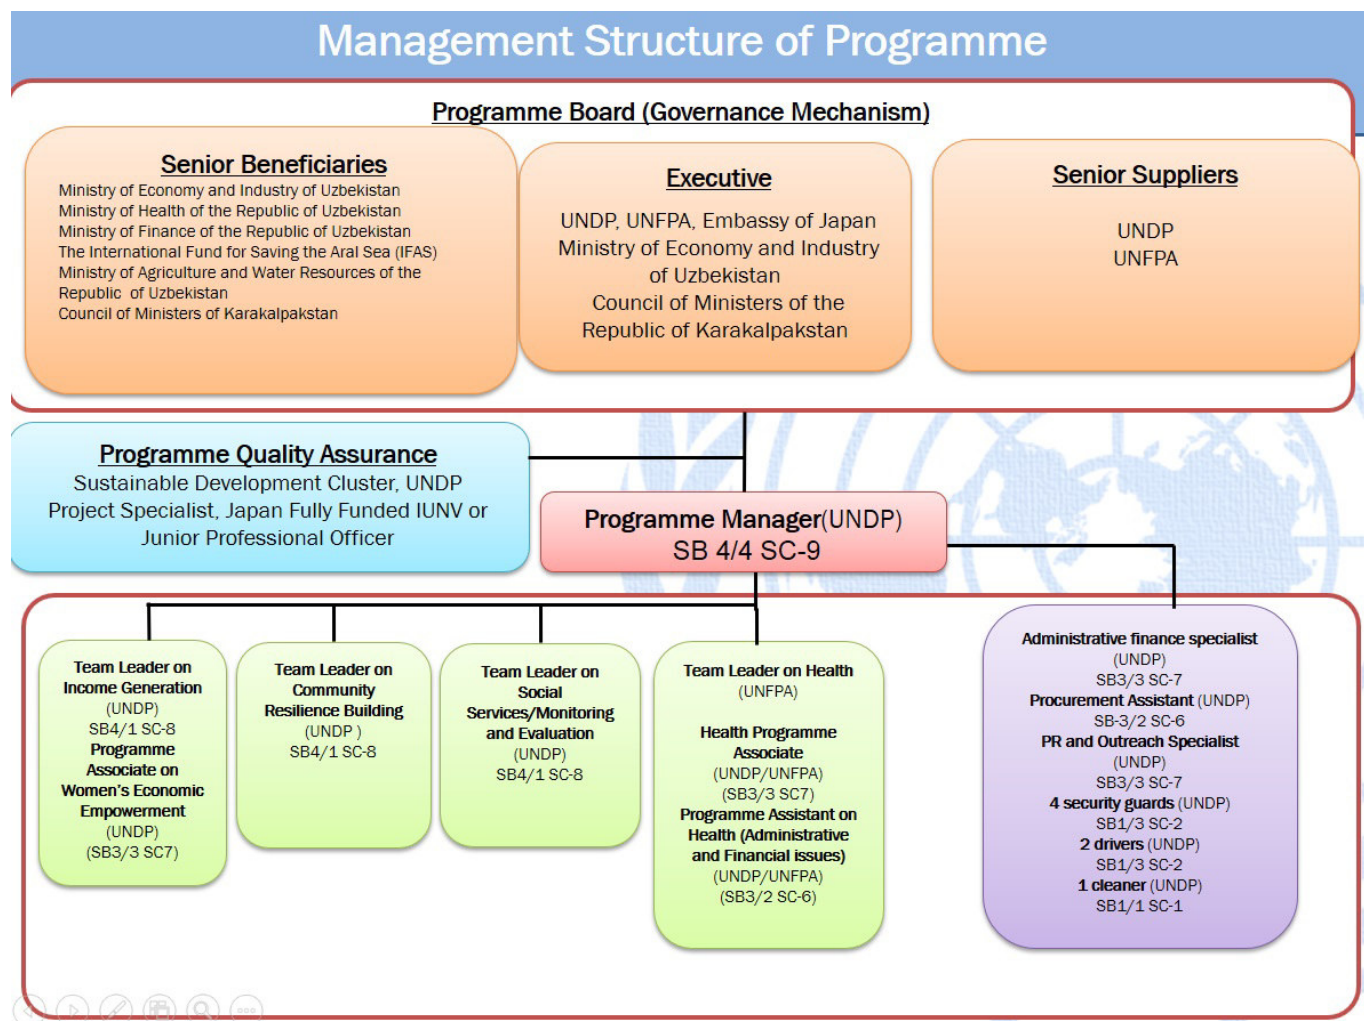 Management Structure of Programme
Programme Board (Governance Mechanism)
Senior Beneficiaries
Ministry of Economy and Industry of Uzbekistan
Ministry of Health of the Republic of Uzbekistan
Ministry of Finance of the Republic of Uzbekistan
The International Fund for Saving the Aral Sea (IFAS)
Ministry of Agriculture and Water Resources of the
Republic of Uzbekistan
Council of Ministers of Karakalpakstan
Executive
UNDP, UNFPA, Embassy of Japan
Ministry of Economy and Industry
of Uzbekistan
Council of Ministers of the
Republic of Karakalpakstan
Senior Suppliers
UNDP
UNFPA
Programme Quality Assurance
Sustainable Development Cluster, UNDP
Project Specialist, Japan Fully Funded IUNV or
Junior Professional Officer
Programme Manager(UNDP)
SB 4/4 SC-9
Team Leader on
Income Generation
(UNDP)
SB4/1 SC-8
Programme
Associate on
Women's Economic
Empowerment
(UNDP)
(SB3/3 SC7)
Team Leader on
Community
Resilience Building
(UNDP )
SB4/1 SC-8
Team Leader on
Social
Services/Monitoring
and Evaluation
(UNDP)
SB4/1 SC-8
Team Leader on Health
(UNFPA)
Health Programme
Associate
(UNDP/UNFPA)
(SB3/3 SC7)
Programme Assistant on
Health (Administrative
and Financial issues)
(UNDP/UNFPA)
(SB3/2 SC-6)
Administrative finance specialist
(UNDP)
SB3/3 SC-7
Procurement Assistant (UNDP)
SB-3/2 SC-6
PR and Outreach Specialist
(UNDP)
SB3/3 SC-7
4 security guards (UNDP)
SB1/3 SC-2
2 drivers (UNDP)
SB1/3 SC-2
1 cleaner (UNDP)
SB1/1 SC-1